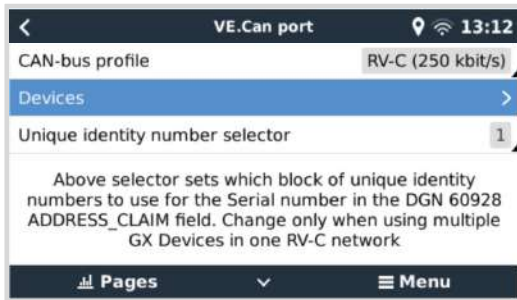 VE.Can port 13:12
CAN-bus profile RV-C (250 kbit/s)
Devices
Unique identity number selector 1
Above selector sets which block of unique identity
numbers to use for the Serial number in the DGN 60928
ADDRESS_CLAIM field. Change only when using multiple
GX Devices in one RV-C network
Pages Menu